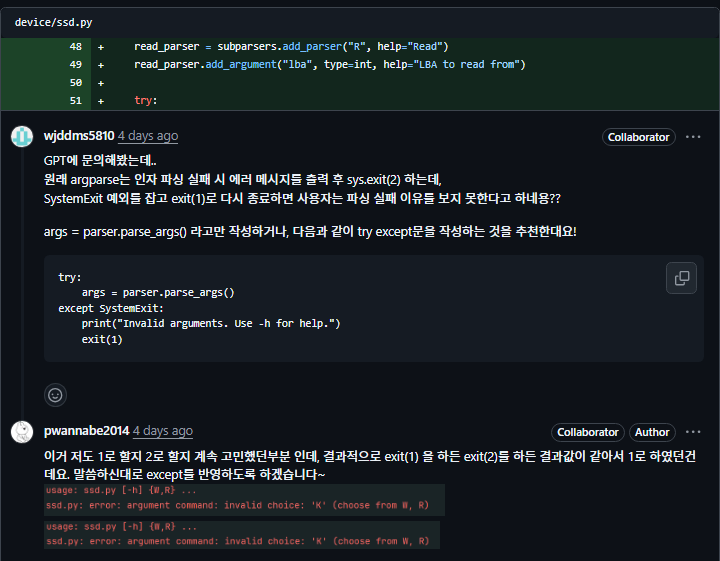 device/ssd.py
48 + read_parser = subparsers.add_parser("R", help="Read")
49 + read_parser.add_argument("lba", type=int, help="LBA to read from")
50 +
51 + try:
wjddms5810 4 days ago Collaborator ...
GPT에 문의해봤는데..
원래 argparse는 인자 파싱 실패 시 에러 메시지를 출력 후 sys.exit(2) 하는데,
SystemExit 예외를 잡고 exit(1)로 다시 종료하면 사용자는 파싱 실패 이유를 보지 못한다고 하네용??
args = parser.parse_args() 라고만 작성하거나, 다음과 같이 try except문을 작성하는 것을 추천한대요!
try:
    args = parser.parse_args()
except SystemExit:
    print("Invalid arguments. Use -h for help.")
    exit(1)
pwannabe2014 4 days ago Collaborator Author ...
이거 저도 1로 할지 2로 할지 계속 고민했던부분 인데, 결과적으로 exit(1) 을 하든 exit(2)를 하든 결과값이 같아서 1로 하였던건
데요. 말씀하신대로 except를 반영하도록 하겠습니다~
usage: ssd.py [-h] {W,R} ...
ssd.py: error: argument command: invalid choice: 'K' (choose from W, R)
usage: ssd.py [-h] {W,R} ...
ssd.py: error: argument command: invalid choice: 'K' (choose from W, R)